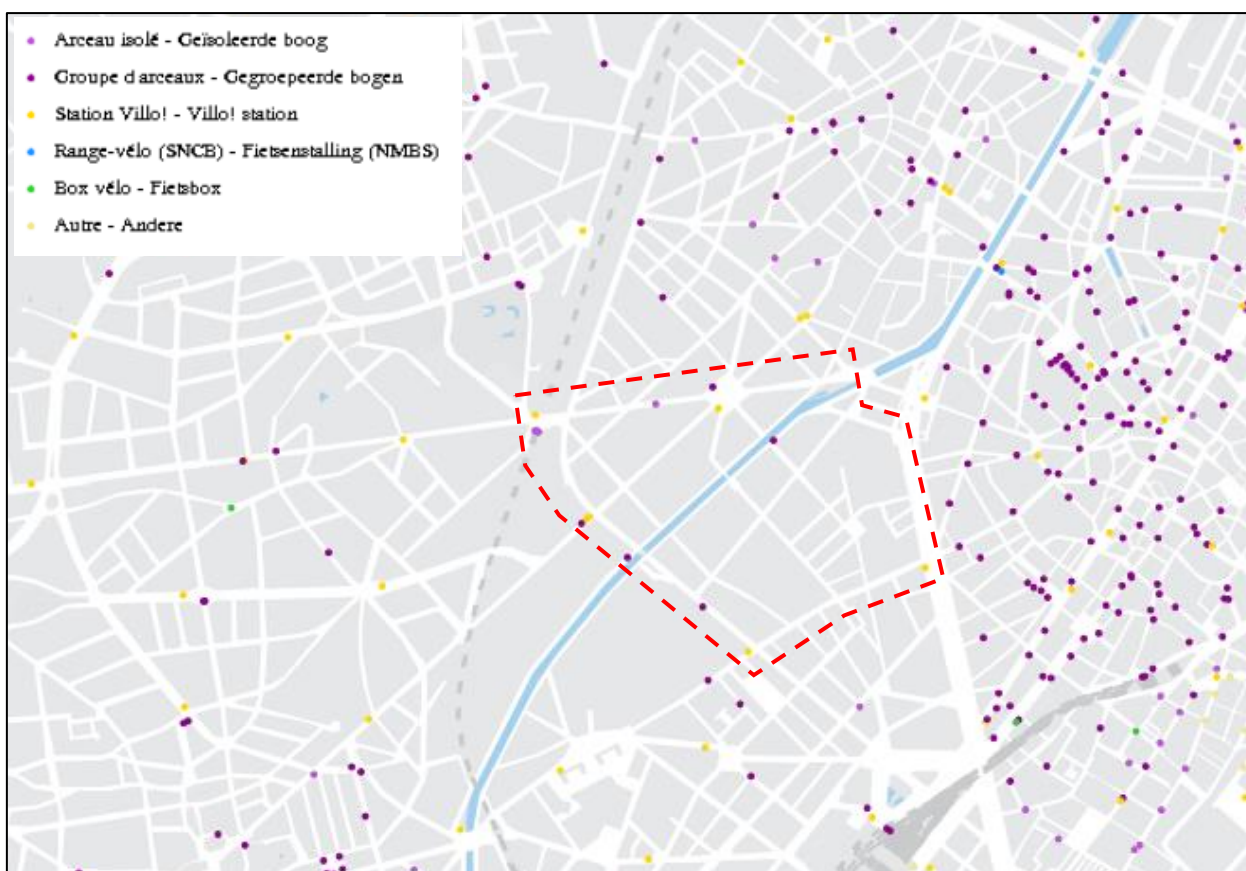 Arceau isolé - Geïsoleerde boog
Groupe d'arceaux - Gegroepeerde bogen
Station Villo! - Villo! station
Range-vélo (SNCB) - Fietsenstalling (NMBS)
Box vélo - Fietsbox
Autre - Andere